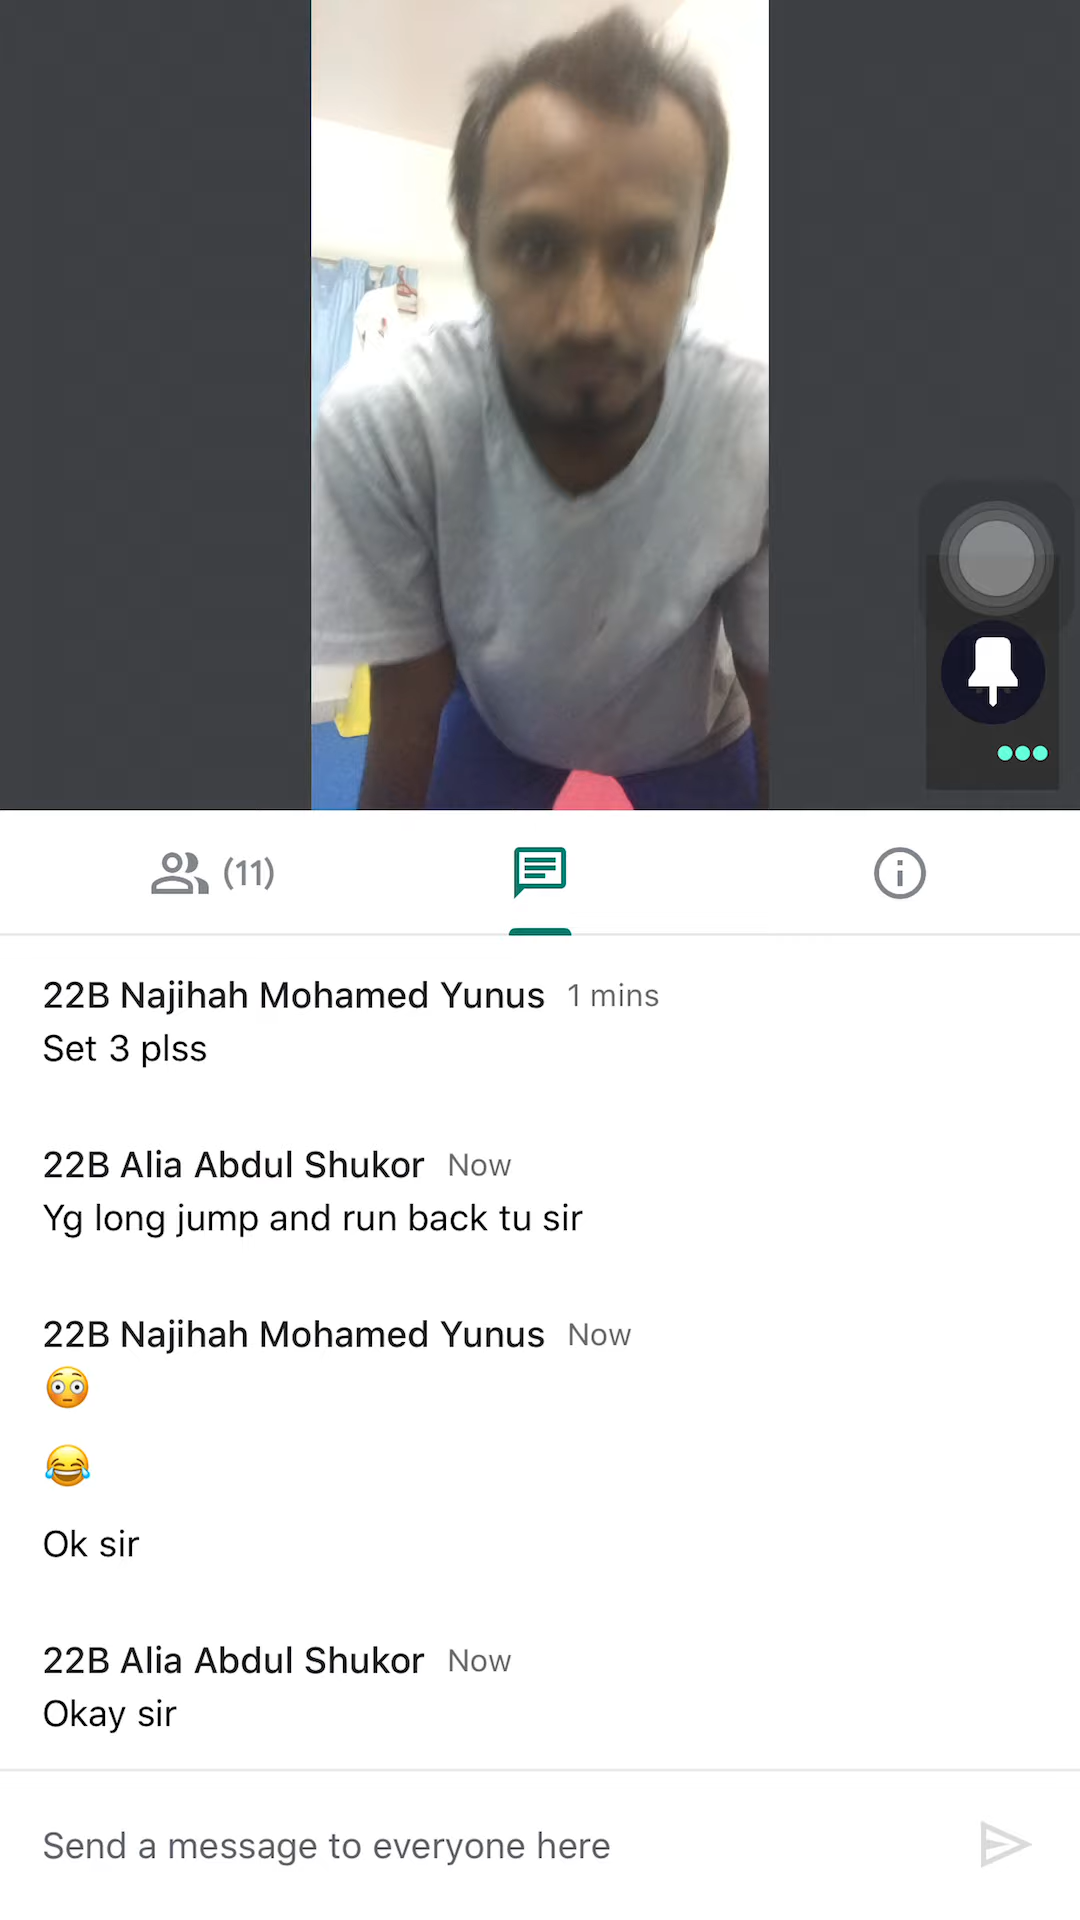 (11)
22B Najihah Mohamed Yunus 1 mins
Set 3 plss
22B Alia Abdul Shukor Now
Yg long jump and run back tu sir
22B Najihah Mohamed Yunus Now
😳
😂
Ok sir
22B Alia Abdul Shukor Now
Okay sir
Send a message to everyone here